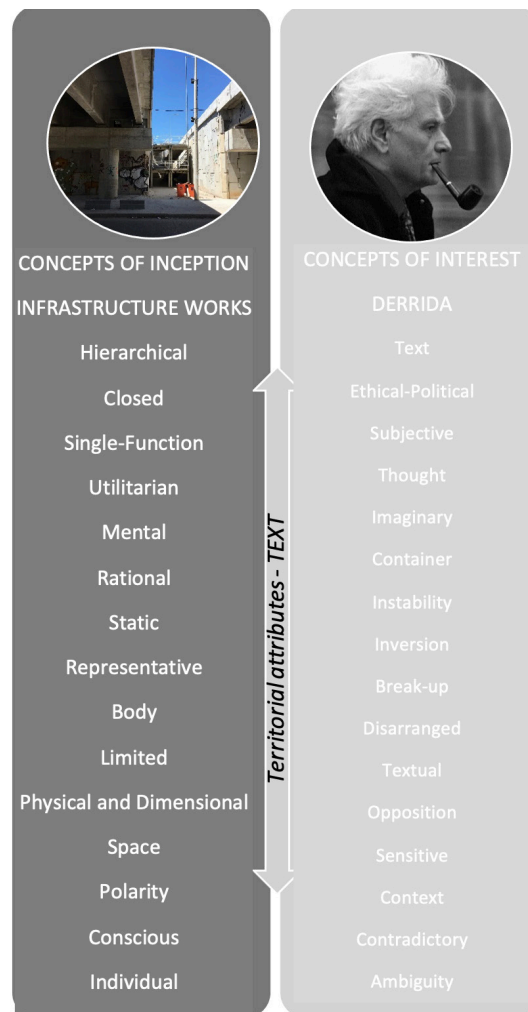 CONCEPTS OF INCEPTION
INFRASTRUCTURE WORKS
Hierarchical
Closed
Single-Function
Utilitarian
Mental
Rational
Static
Representative
Body
Limited
Physical and Dimensional
Space
Polarity
Conscious
Individual
Territorial attributes - TEXT
CONCEPTS OF INTEREST
DERRIDA
Text
Ethical-Political
Subjective
Thought
Imaginary
Container
Instability
Inversion
Break-up
Disarranged
Textual
Opposition
Sensitive
Context
Contradictory
Ambiguity